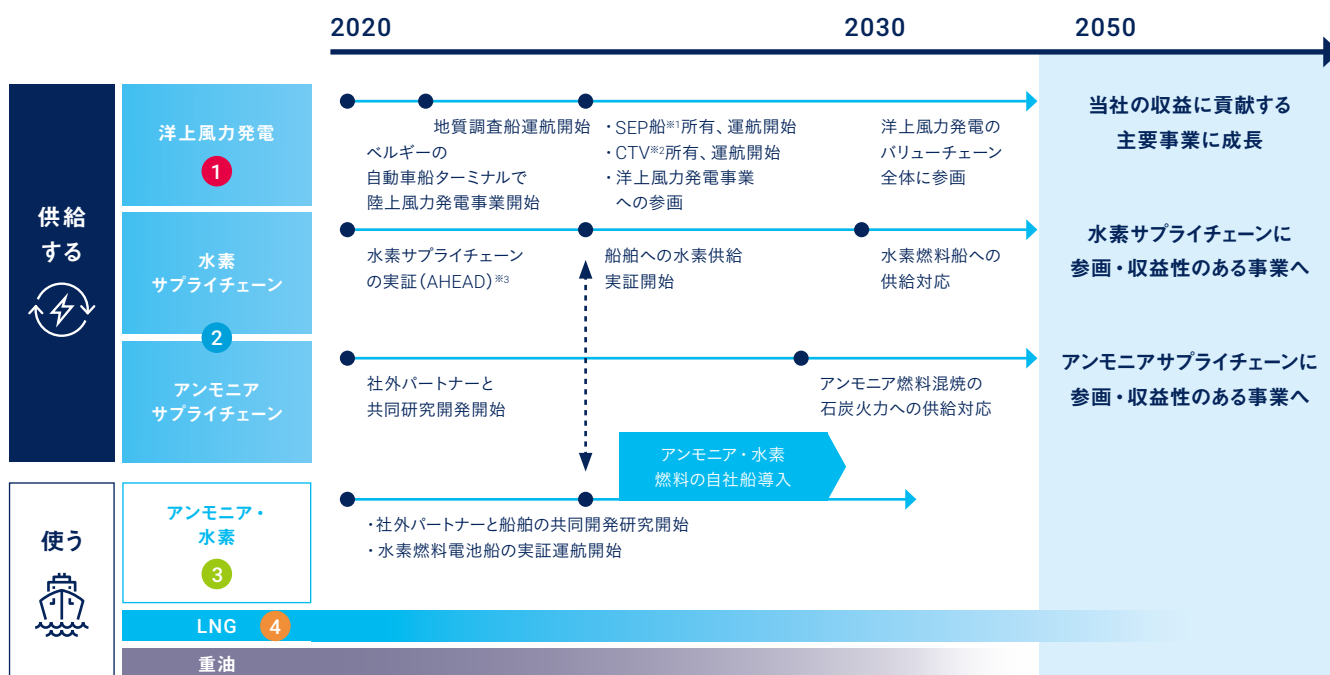 2020
2030
2050
供給
する
洋上風力発電
1
ベルギーの
自動車船ターミナルで
陸上風力発電事業開始
地質調査船運航開始
・SEP船※1所有、運航開始
・CTV※2所有、運航開始
・洋上風力発電事業
への参画
洋上風力発電の
バリューチェーン
全体に参画
当社の収益に貢献する
主要事業に成長
水素
サプライチェーン
水素サプライチェーン
の実証(AHEAD)※3
船舶への水素供給
実証開始
水素燃料船への
供給対応
水素サプライチェーンに
参画・収益性のある事業へ
2
アンモニア
サプライチェーン
社外パートナーと
共同研究開発開始
アンモニア燃料混焼の
石炭火力への供給対応
アンモニアサプライチェーンに
参画・収益性のある事業へ
使う
アンモニア・
水素
3
アンモニア・水素
燃料の自社船導入
・社外パートナーと船舶の共同開発研究開始
・水素燃料電池船の実証運航開始
LNG 4
重油